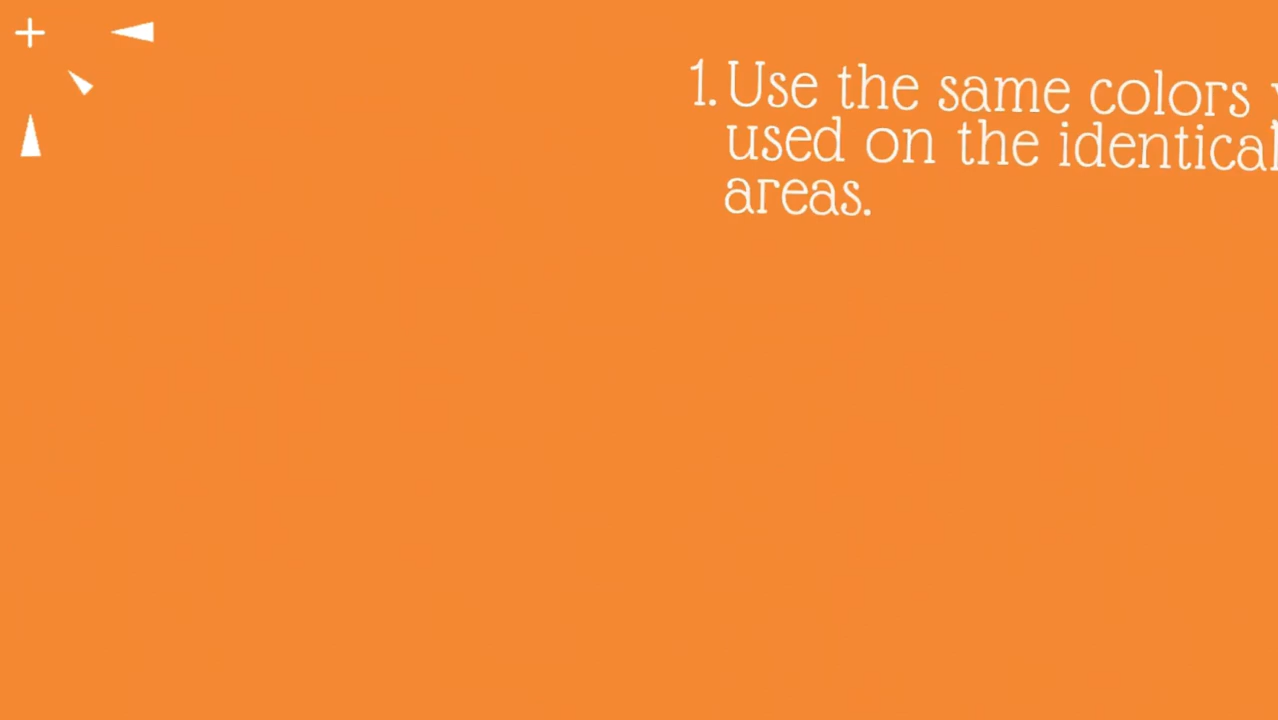 1. Use the same colors
used on the identical
areas.